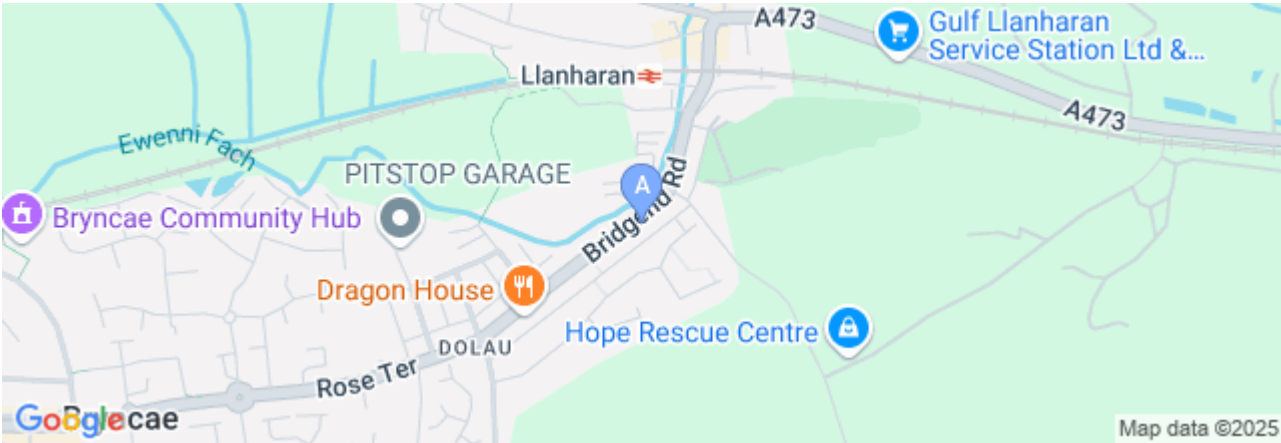 A473
Gulf Llanharan
Service Station Ltd &...
Llanharan
A473
Ewenni Fach
PITSTOP GARAGE
A
Bridgend Rd
Bryncae Community Hub
Dragon House
Hope Rescue Centre
DOLAU
Rose Ter
Google
Bryncae
Map data ©2025